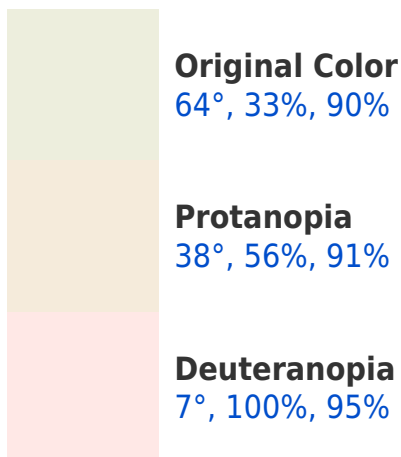 Original Color
64°, 33%, 90%
Protanopia
38°, 56%, 91%
Deuteranopia
7°, 100%, 95%